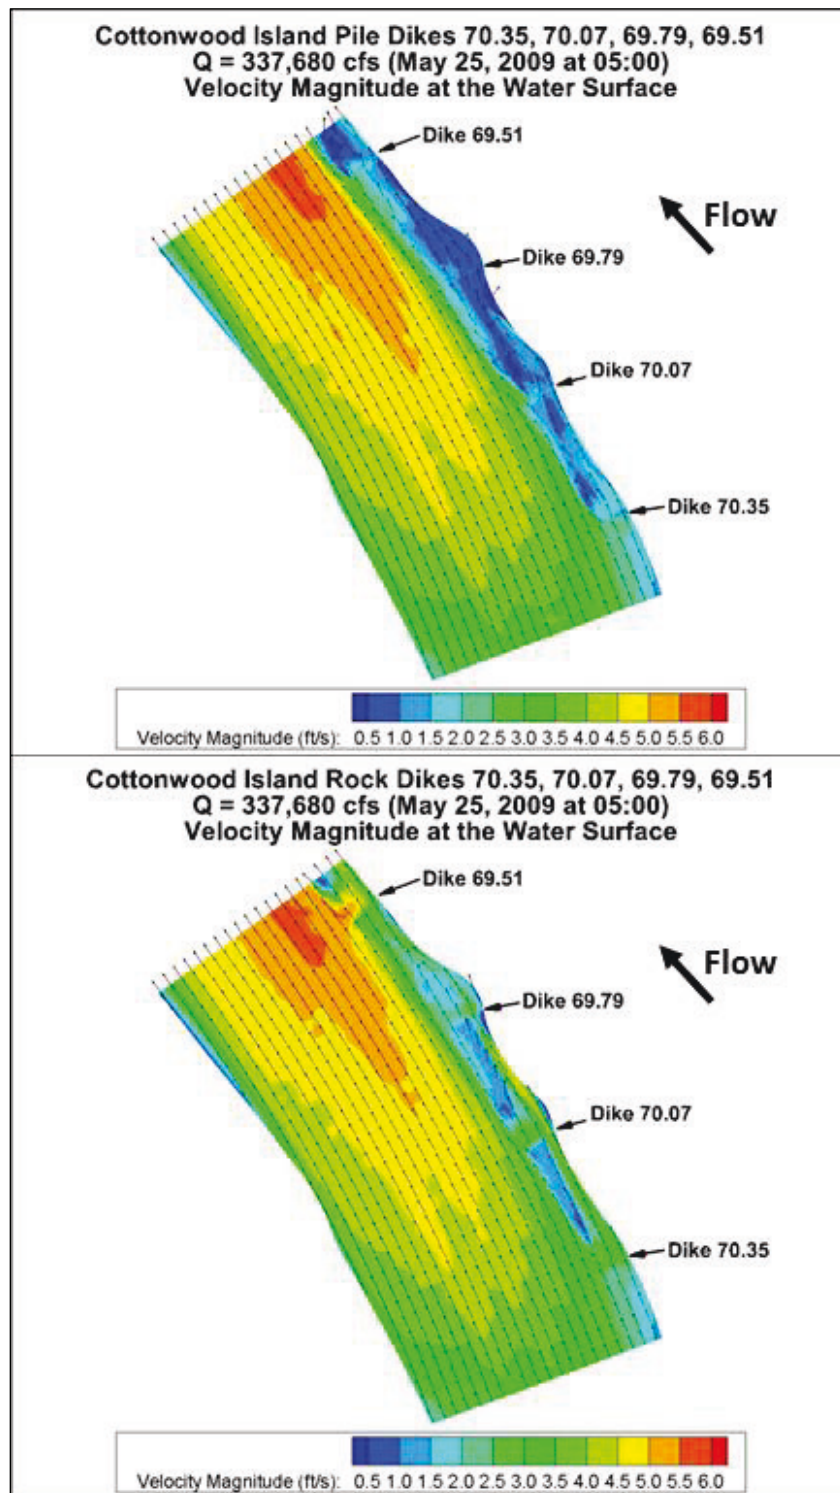 Cottonwood Island Pile Dikes 70.35, 70.07, 69.79, 69.51
Q = 337,680 cfs (May 25, 2009 at 05:00)
Velocity Magnitude at the Water Surface
Dike 69.51
Flow
Dike 69.79
Dike 70.07
Dike 70.35
Velocity Magnitude (ft/s): 0.5 1.0 1.5 2.0 2.5 3.0 3.5 4.0 4.5 5.0 5.5 6.0
Cottonwood Island Rock Dikes 70.35, 70.07, 69.79, 69.51
Q = 337,680 cfs (May 25, 2009 at 05:00)
Velocity Magnitude at the Water Surface
Dike 69.51
Flow
Dike 69.79
Dike 70.07
Dike 70.35
Velocity Magnitude (ft/s): 0.5 1.0 1.5 2.0 2.5 3.0 3.5 4.0 4.5 5.0 5.5 6.0